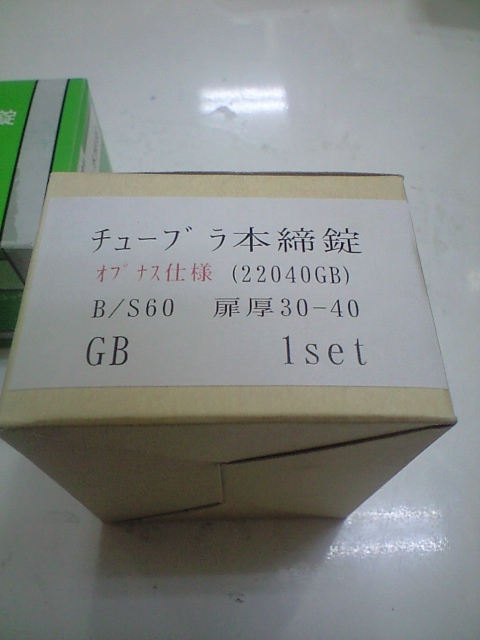 錠
チューブラ本締錠
ｵﾌﾟﾅｽ仕様 (22040GB)
B/S60 扉厚30-40
GB 1set